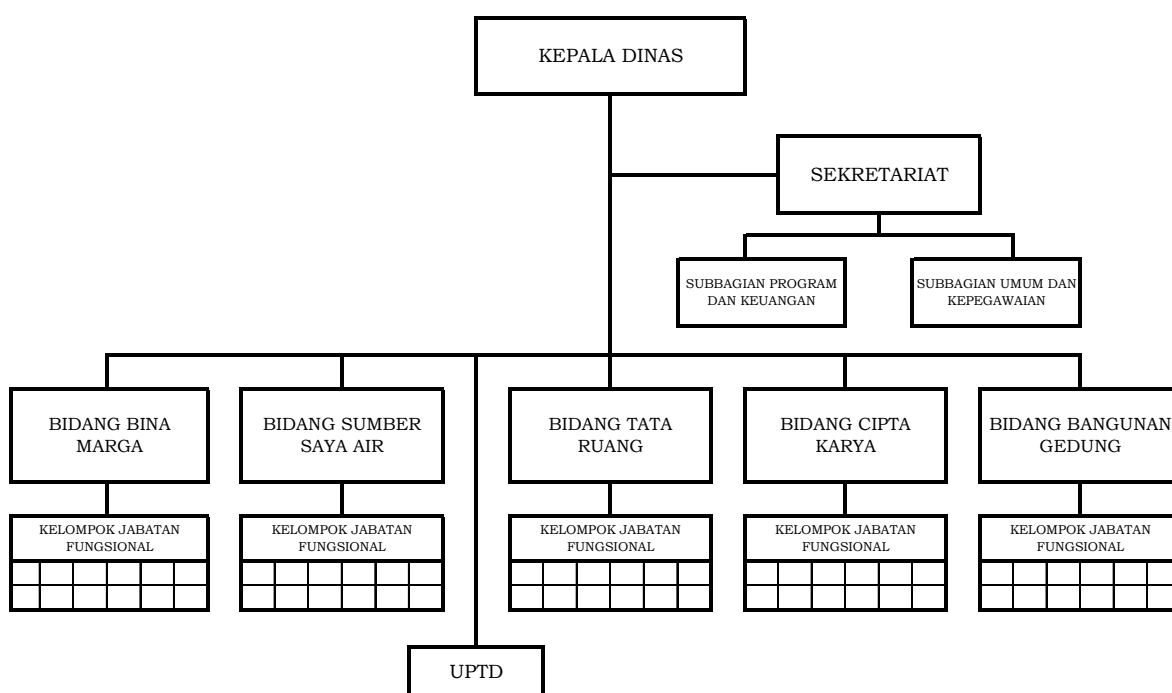 KEPALA DINAS
SEKRETARIAT
SUBBAGIAN PROGRAM
DAN KEUANGAN
SUBBAGIAN UMUM DAN
KEPEGAWAIAN
BIDANG BINA
MARGA
BIDANG SUMBER
SAYA AIR
BIDANG TATA
RUANG
BIDANG CIPTA
KARYA
BIDANG BANGUNAN
GEDUNG
KELOMPOK JABATAN
FUNGSIONAL
KELOMPOK JABATAN
FUNGSIONAL
KELOMPOK JABATAN
FUNGSIONAL
KELOMPOK JABATAN
FUNGSIONAL
KELOMPOK JABATAN
FUNGSIONAL
UPTD